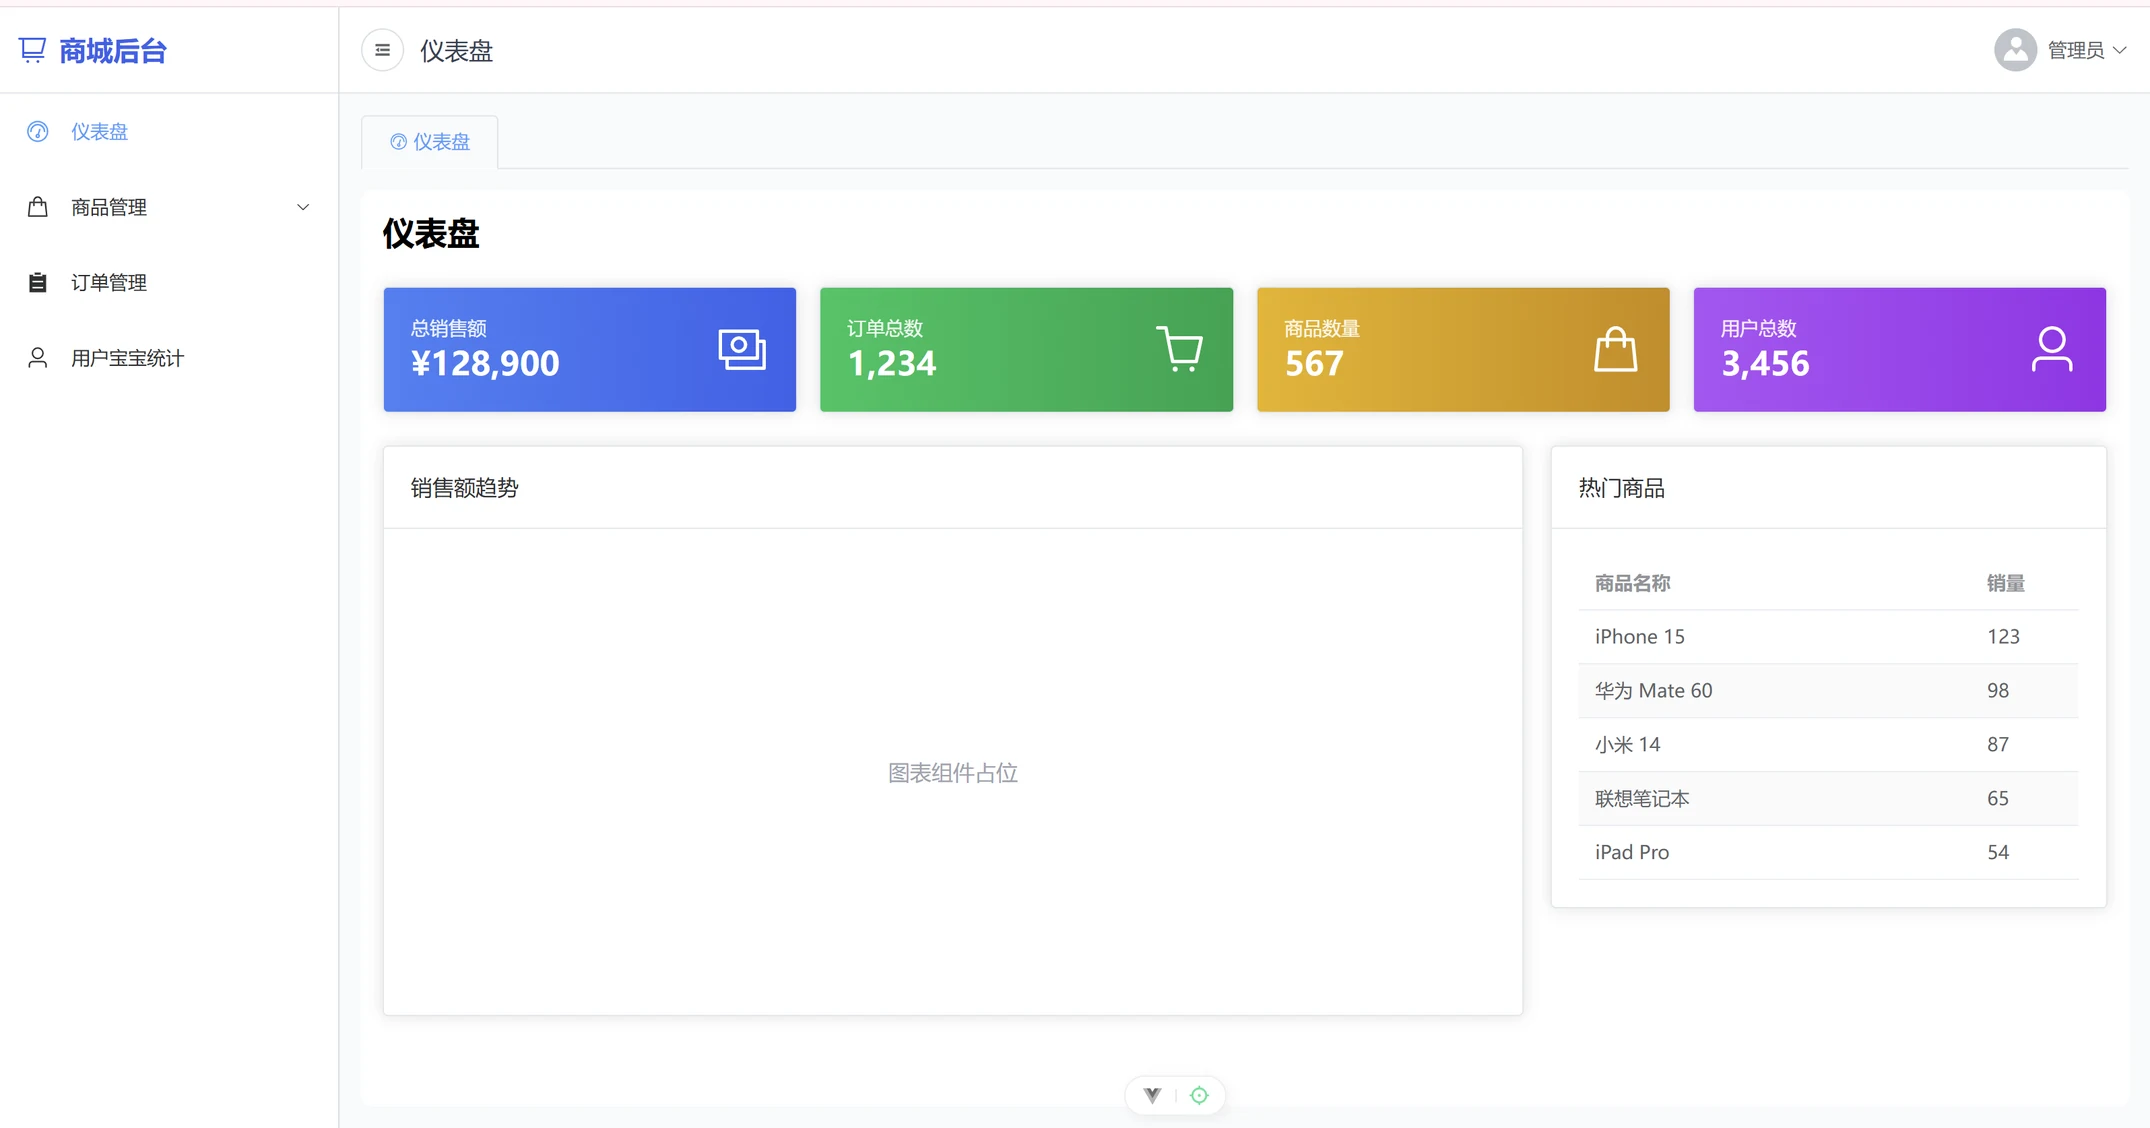 商城后台
仪表盘
管理员
仪表盘
商品管理
订单管理
用户宝宝统计
仪表盘
仪表盘
总销售额
¥128,900
订单总数
1,234
商品数量
567
用户总数
3,456
销售额趋势
图表组件占位
热门商品
商品名称 销量
iPhone 15 123
华为 Mate 60 98
小米 14 87
联想笔记本 65
iPad Pro 54